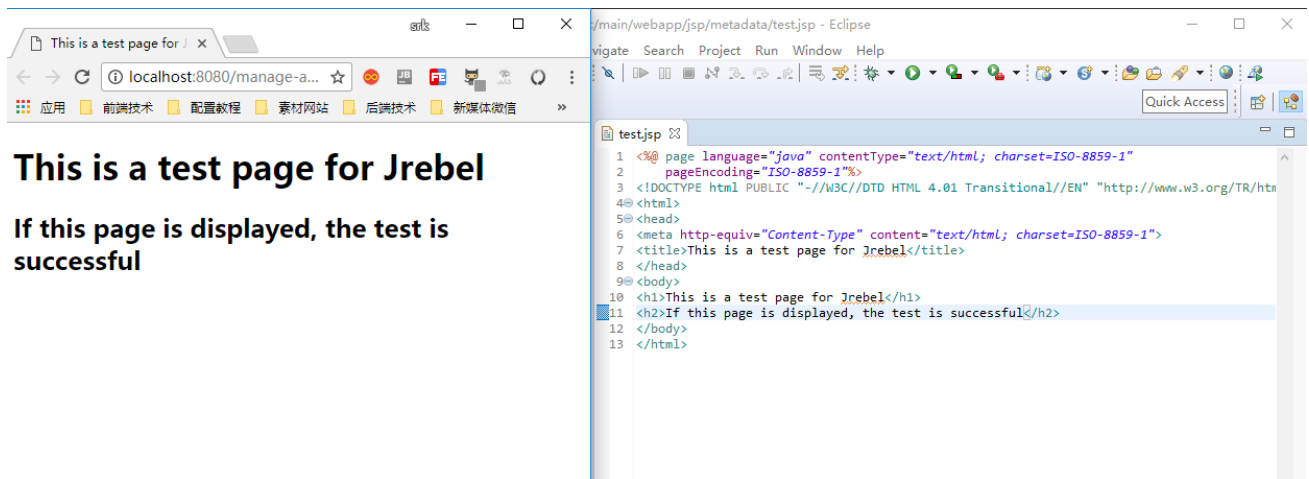 srk
This is a test page for J
localhost:8080/manage-a...
JB
FE
应用 前端技术 配置教程 素材网站 后端技术 新媒体微信 »
This is a test page for Jrebel
If this page is displayed, the test is
successful
/main/webapp/jsp/metadata/test.jsp - Eclipse
vigate Search Project Run Window Help
Quick Access
test.jsp
1 <%@ page language="java" contentType="text/html; charset=ISO-8859-1"
2 pageEncoding="ISO-8859-1"%>
3 <!DOCTYPE html PUBLIC "-//W3C//DTD HTML 4.01 Transitional//EN" "http://www.w3.org/TR/htm
4 <html>
5 <head>
6 <meta http-equiv="Content-Type" content="text/html; charset=ISO-8859-1">
7 <title>This is a test page for Jrebel</title>
8 </head>
9 <body>
10 <h1>This is a test page for Jrebel</h1>
11 <h2>If this page is displayed, the test is successful</h2>
12 </body>
13 </html>